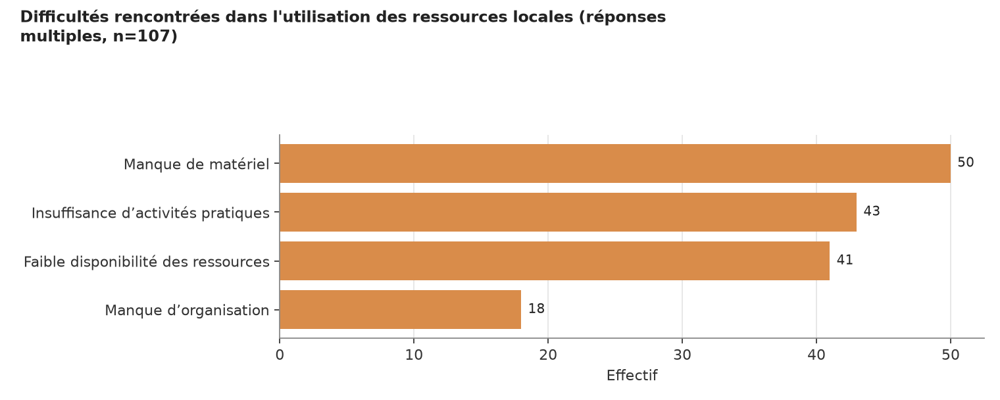 Difficultés rencontrées dans l'utilisation des ressources locales (réponses
multiples, n=107)
Manque de matériel
50
Insuffisance d’activités pratiques
43
Faible disponibilité des ressources
41
Manque d’organisation
18
0 10 20 30 40 50
Effectif